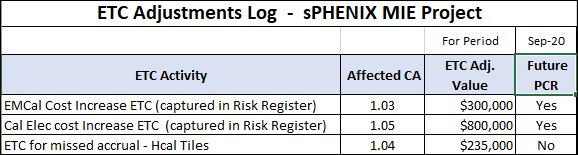 ETC Adjustments Log - sPHENIX MIE Project
For Period Sep-20
ETC Activity Affected CA ETC Adj. Value Future PCR
EMCal Cost Increase ETC (captured in Risk Register) 1.03 $300,000 Yes
Cal Elec cost Increase ETC (captured in Risk Register) 1.05 $800,000 Yes
ETC for missed accrual - Hcal Tiles 1.04 $235,000 No